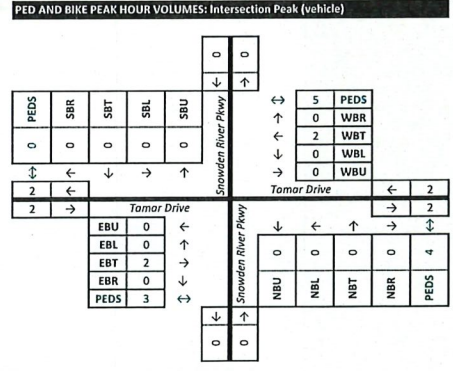 PED AND BIKE PEAK HOUR VOLUMES: Intersection Peak (vehicle)
0 0
↓ ↑
PEDS SBR SBT SBL SBU
0 0 0 0 0
↕ ← ↓ → ↑
Snowden River Pkwy
↔ 5 PEDS
↑ 0 WBR
← 2 WBT
↓ 0 WBL
→ 0 WBU
2 ←
2 →
Tamar Drive
← 2
→ 2
Tamar Drive
EBU 0 ←
EBL 0 ↑
EBT 2 →
EBR 0 ↓
PEDS 3 ↔
Snowden River Pkwy
↓ ← ↑ → ↕
0 0 0 0 4
NBU NBL NBT NBR PEDS
↓ ↑
0 0